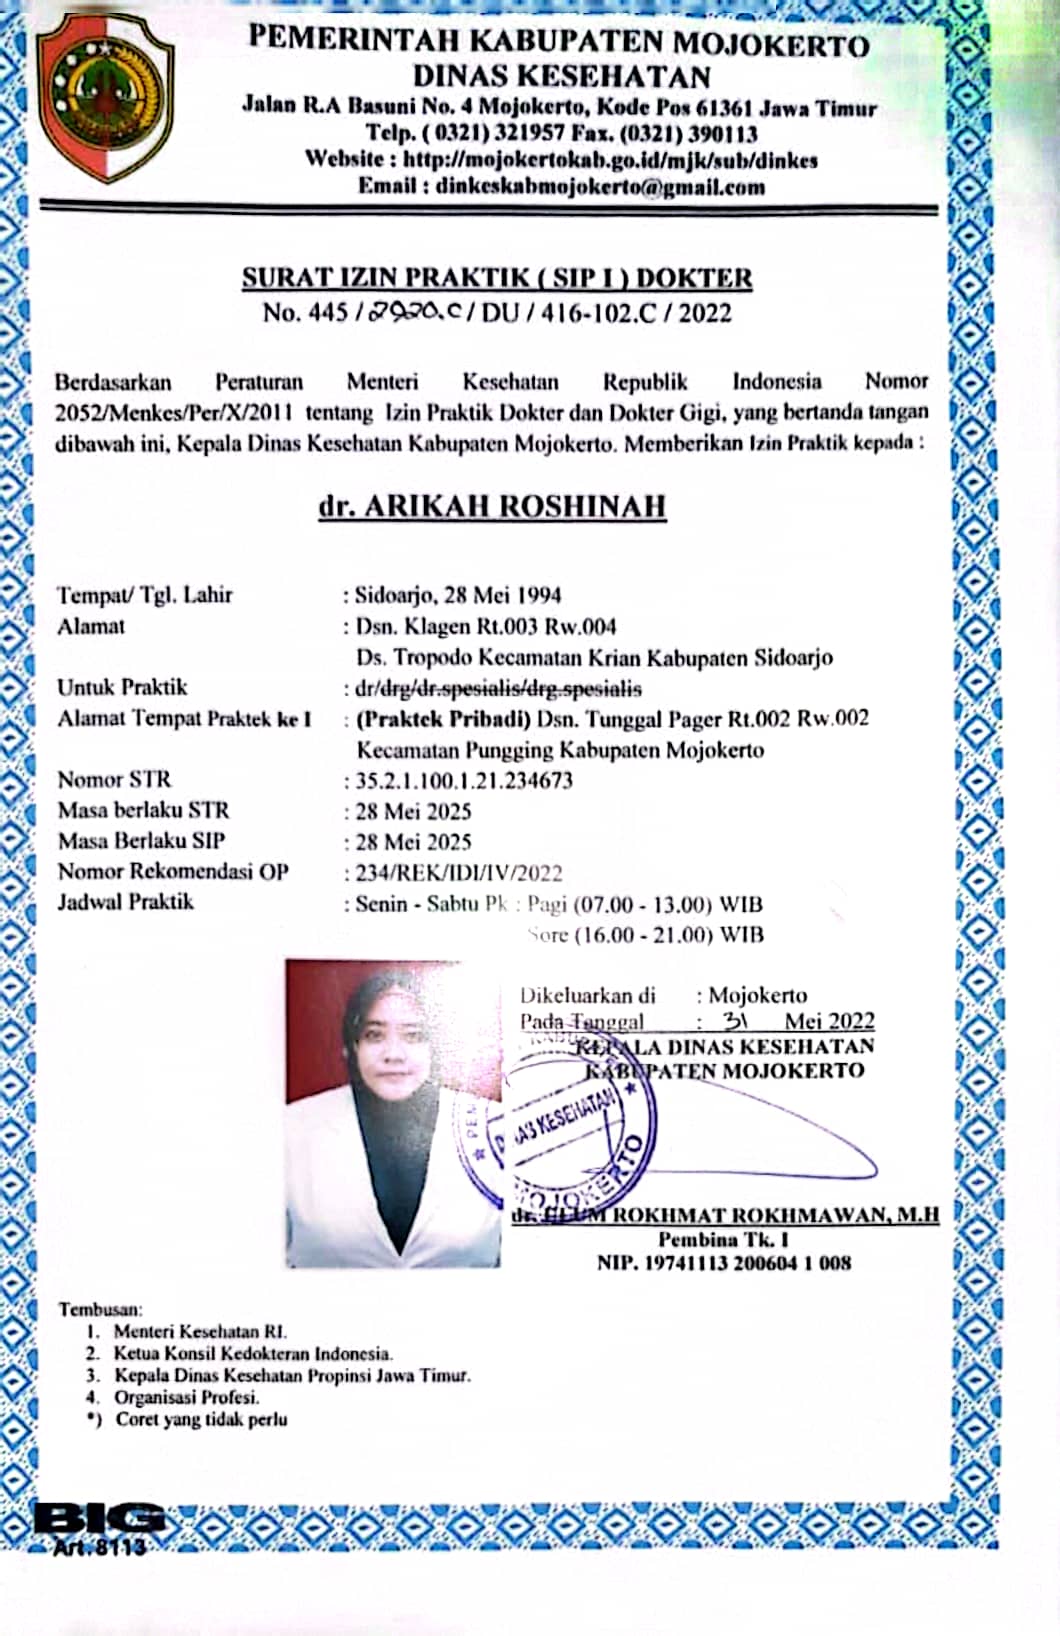 PEMERINTAH KABUPATEN MOJOKERTO
DINAS KESEHATAN
Jalan R.A Basuni No. 4 Mojokerto, Kode Pos 61361 Jawa Timur
Telp. ( 0321) 321957 Fax. (0321) 390113
Website : http://mojokertokab.go.id/mjk/sub/dinkes
Email : dinkeskabmojokerto@gmail.com
SURAT IZIN PRAKTIK ( SIP I ) DOKTER
No. 445 / / DU / 416-102.C / 2022
Berdasarkan Peraturan Menteri Kesehatan Republik Indonesia Nomor
2052/Menkes/Per/X/2011 tentang Izin Praktik Dokter dan Dokter Gigi, yang bertanda tangan
dibawah ini, Kepala Dinas Kesehatan Kabupaten Mojokerto. Memberikan Izin Praktik kepada :
dr. ARIKAH ROSHINAH
Tempat/ Tgl. Lahir : Sidoarjo, 28 Mei 1994
Alamat : Dsn. Klagen Rt.003 Rw.004
Ds. Tropodo Kecamatan Krian Kabupaten Sidoarjo
Untuk Praktik : dr/drg/dr.spesialis/drg.spesialis
Alamat Tempat Praktek ke I : (Praktek Pribadi) Dsn. Tunggal Pager Rt.002 Rw.002
Kecamatan Pungging Kabupaten Mojokerto
Nomor STR : 35.2.1.100.1.21.234673
Masa berlaku STR : 28 Mei 2025
Masa Berlaku SIP : 28 Mei 2025
Nomor Rekomendasi OP : 234/REK/IDI/IV/2022
Jadwal Praktik : Senin - Sabtu Pk : Pagi (07.00 - 13.00) WIB
Sore (16.00 - 21.00) WIB
Dikeluarkan di : Mojokerto
Pada Tanggal : 31 Mei 2022
KEPALA DINAS KESEHATAN
KABUPATEN MOJOKERTO
DINAS KESEHATAN
MOJOKERTO
dr. ROKHMAT ROKHMAWAN, M.H
Pembina Tk. I
NIP. 19741113 200604 1 008
Tembusan:
1. Menteri Kesehatan RI.
2. Ketua Konsil Kedokteran Indonesia.
3. Kepala Dinas Kesehatan Propinsi Jawa Timur.
4. Organisasi Profesi.
*) Coret yang tidak perlu
BIG
Art.8113